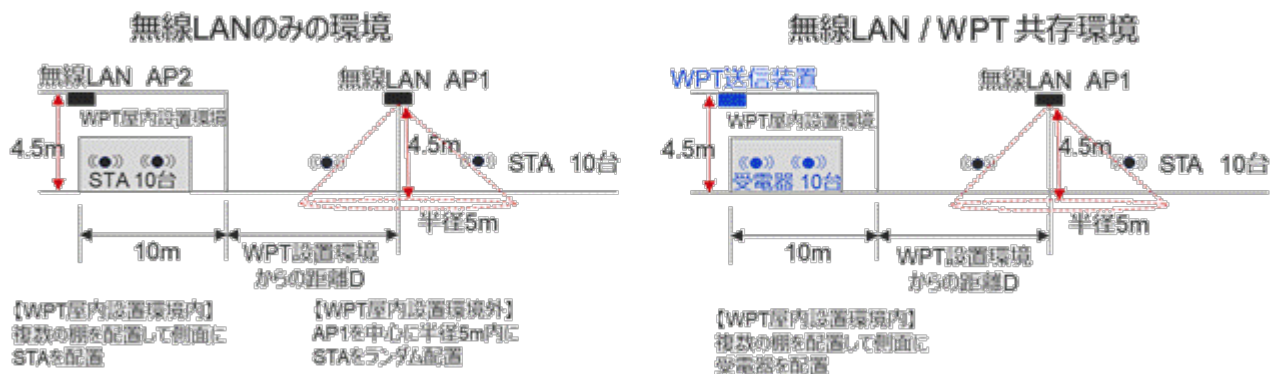 無線LANのみの環境
無線LAN AP2
無線LAN AP1
WPT屋内設置環境
4.5m
4.5m
STA 10台
STA 10台
半径5m
10m
WPT設置環境
からの距離D
【WPT屋内設置環境内】
複数の棚を配置して側面に
STAを配置
【WPT屋内設置環境外】
AP1を中心に半径5m内に
STAをランダム配置
無線LAN / WPT 共存環境
WPT送信装置
無線LAN AP1
WPT屋内設置環境
4.5m
4.5m
受電器 10台
STA 10台
半径5m
10m
WPT設置環境
からの距離D
【WPT屋内設置環境内】
複数の棚を配置して側面に
受電器を配置